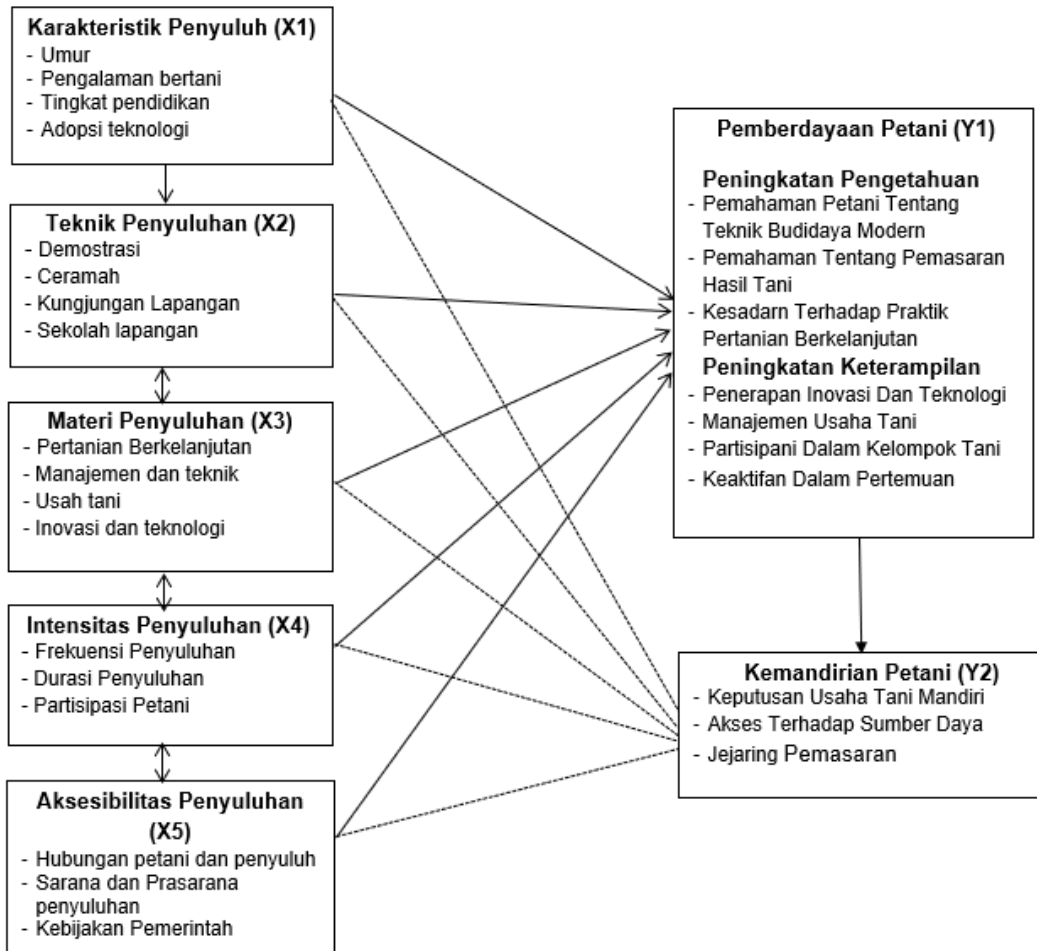 Karakteristik Penyuluh (X1)
- Umur
- Pengalaman bertani
- Tingkat pendidikan
- Adopsi teknologi
Teknik Penyuluhan (X2)
- Demostrasi
- Ceramah
- Kungjungan Lapangan
- Sekolah lapangan
Materi Penyuluhan (X3)
- Pertanian Berkelanjutan
- Manajemen dan teknik
- Usah tani
- Inovasi dan teknologi
Intensitas Penyuluhan (X4)
- Frekuensi Penyuluhan
- Durasi Penyuluhan
- Partisipasi Petani
Aksesibilitas Penyuluhan
(X5)
- Hubungan petani dan penyuluh
- Sarana dan Prasarana
penyuluhan
- Kebijakan Pemerintah
Pemberdayaan Petani (Y1)
Peningkatan Pengetahuan
- Pemahaman Petani Tentang
Teknik Budidaya Modern
- Pemahaman Tentang Pemasaran
Hasil Tani
- Kesadarn Terhadap Praktik
Pertanian Berkelanjutan
Peningkatan Keterampilan
- Penerapan Inovasi Dan Teknologi
- Manajemen Usaha Tani
- Partisipani Dalam Kelompok Tani
- Keaktifan Dalam Pertemuan
Kemandirian Petani (Y2)
- Keputusan Usaha Tani Mandiri
- Akses Terhadap Sumber Daya
- Jejaring Pemasaran